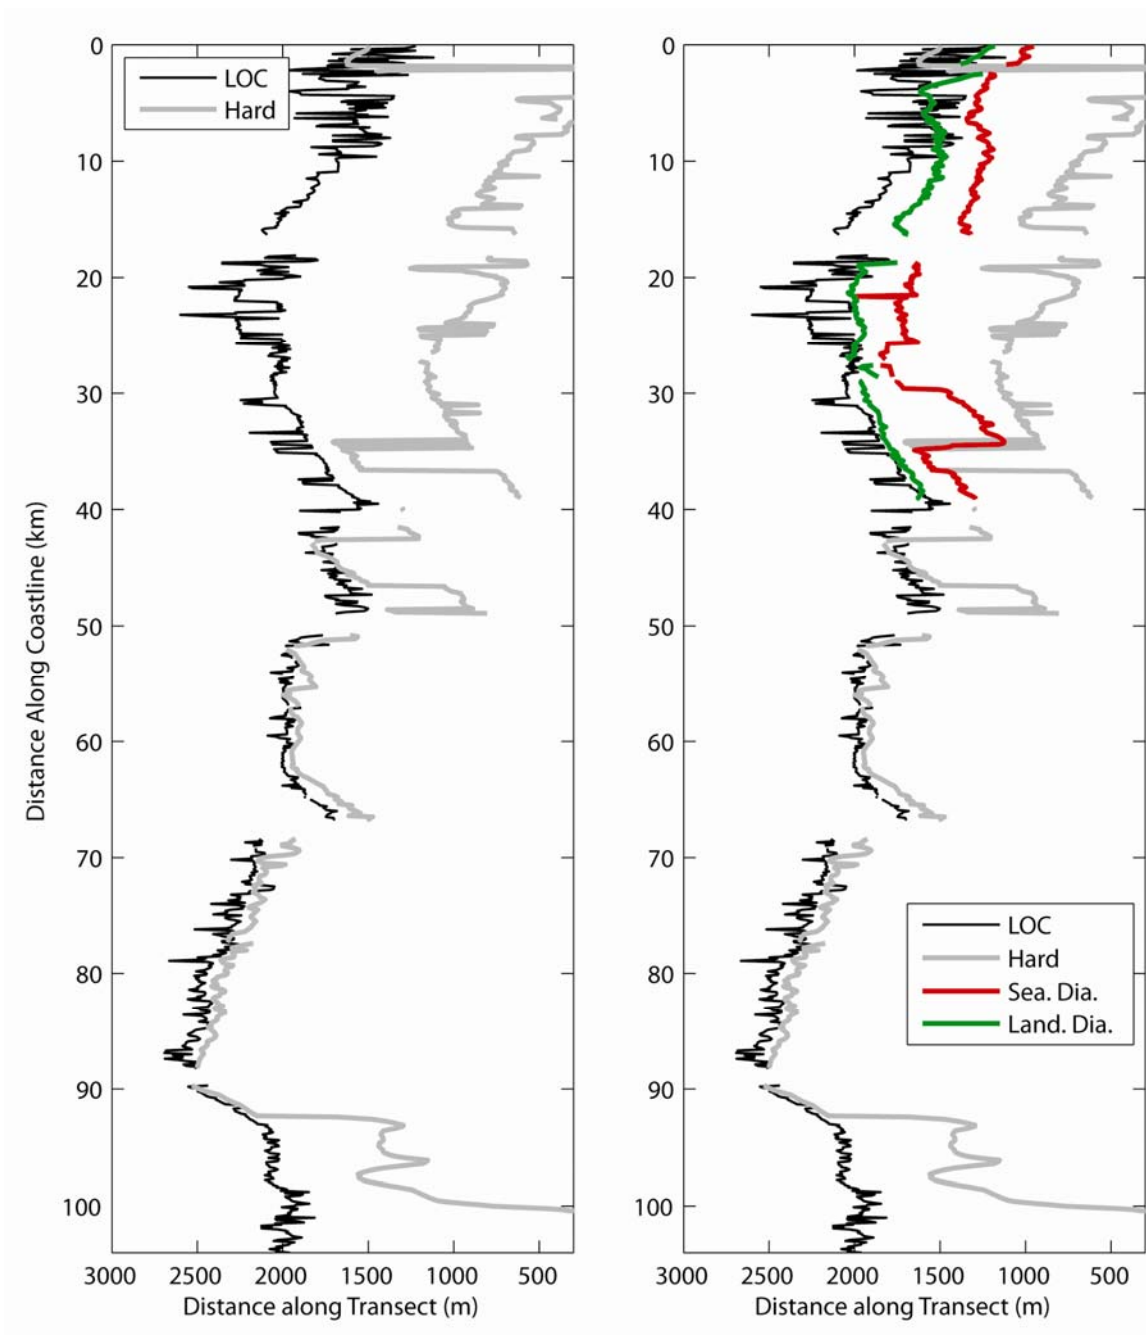 LOC
Hard
0
10
20
30
40
50
60
70
80
90
100
3000 2500 2000 1500 1000 500
Distance along Transect (m)
Distance Along Coastline (km)
0
10
20
30
40
50
60
70
80
90
100
LOC
Hard
Sea. Dia.
Land. Dia.
3000 2500 2000 1500 1000 500
Distance along Transect (m)